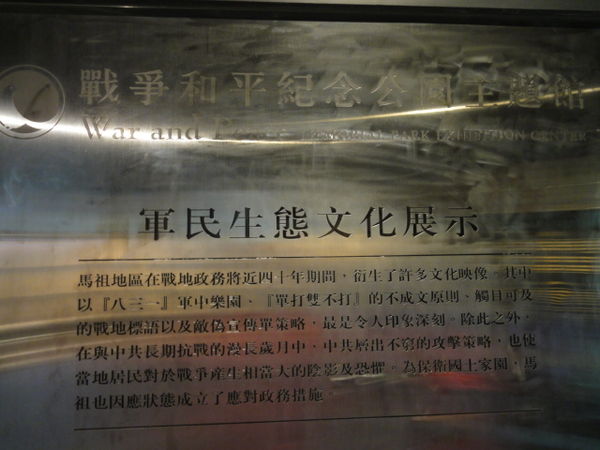 戰爭和平紀念公園主題館
War and PARK EXHIBITION CENTER
軍民生態文化展示
馬祖地區在戰地政務將近四十年期間，衍生了許多文化映像。其中
以『八三一』軍中樂園、『單打雙不打』的不成文原則、觸目可及
的戰地標語以及敵偽宣傳單策略，最是令人印象深刻。除此之外，
在與中共長期抗戰的漫長歲月中，中共層出不窮的攻擊策略，也使
當地居民對於戰爭產生相當大的陰影及恐懼。為保衛國土家園，馬
祖也因應狀態成立了應對政務措施。